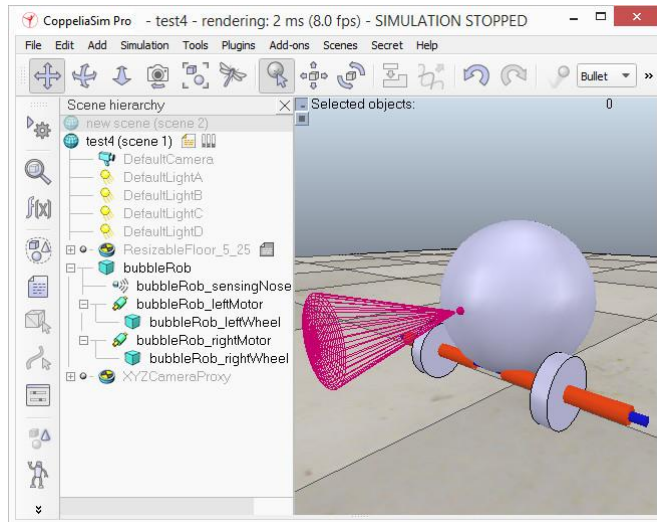 CoppeliaSim Pro - test4 - rendering: 2 ms (8.0 fps) - SIMULATION STOPPED
File Edit Add Simulation Tools Plugins Add-ons Scenes Secret Help
Bullet
»
Scene hierarchy
Selected objects: 0
new scene (scene 2)
test4 (scene 1)
DefaultCamera
DefaultLightA
DefaultLightB
DefaultLightC
DefaultLightD
ResizableFloor_5_25
bubbleRob
bubbleRob_sensingNose
bubbleRob_leftMotor
bubbleRob_leftWheel
bubbleRob_rightMotor
bubbleRob_rightWheel
XYZCameraProxy
f(x)